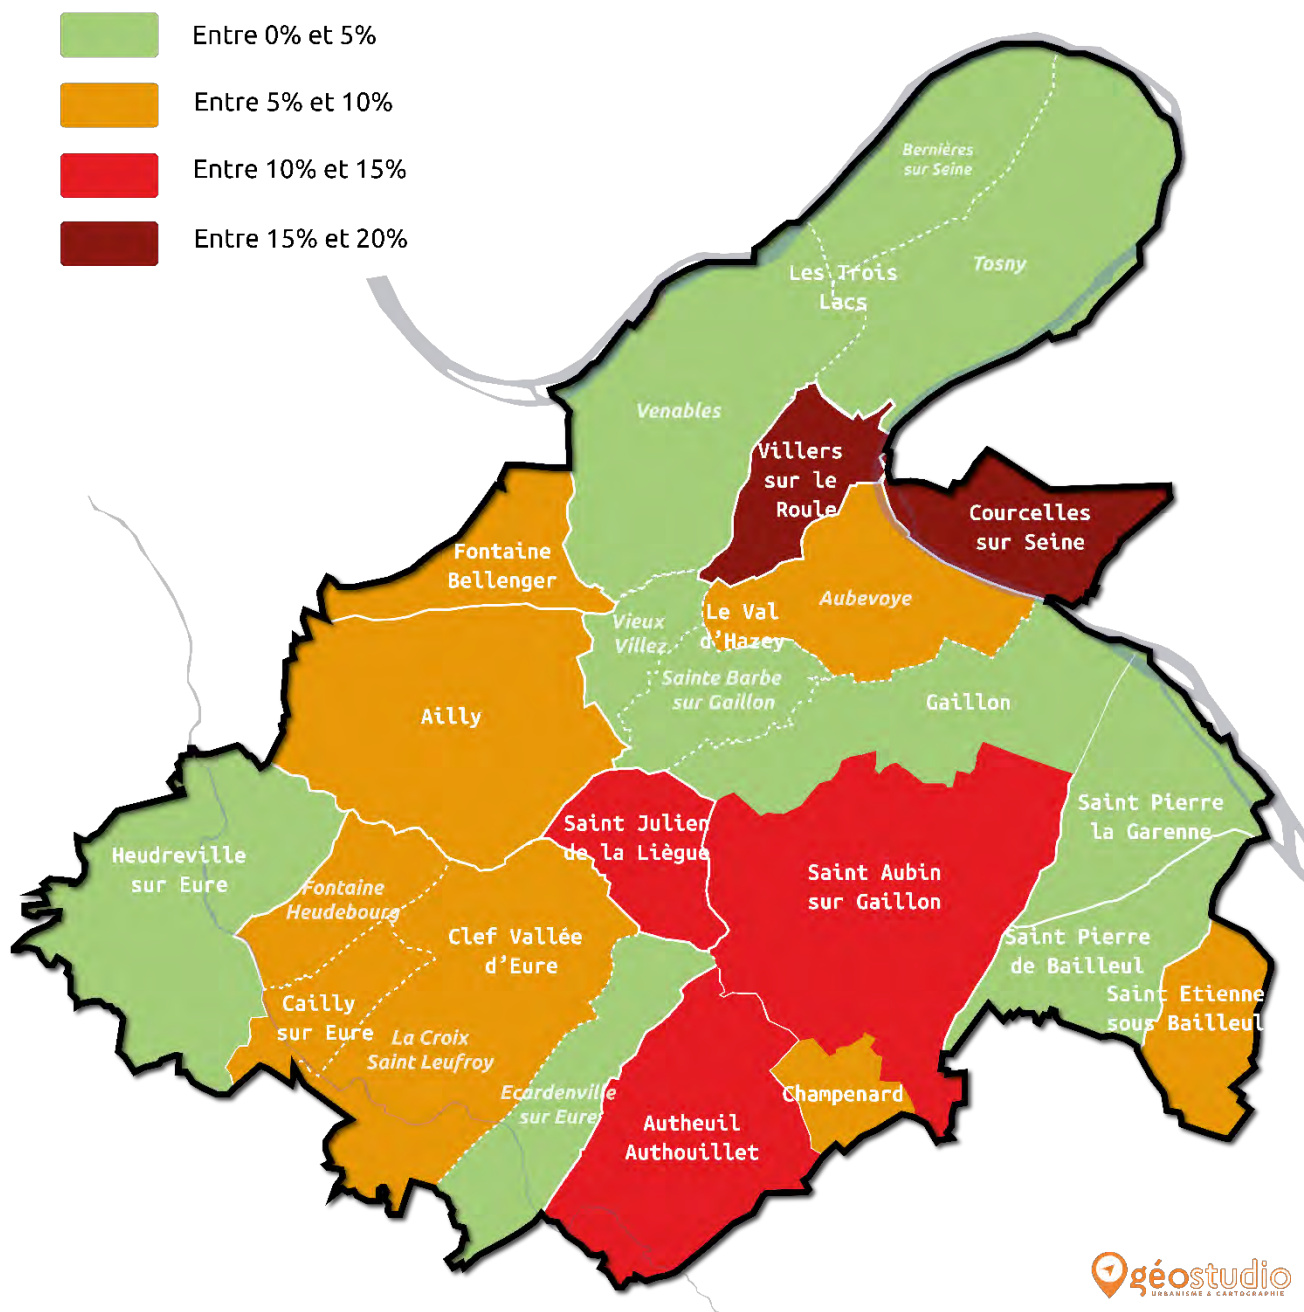 Entre 0% et 5%
Entre 5% et 10%
Entre 10% et 15%
Entre 15% et 20%
Bernières
sur Seine
Tosny
Les Trois
Lacs
Venables
Villers
sur le
Roule
Courcelles
sur Seine
Fontaine
Bellenger
Aubevoye
Le Val
d’Hazey
Vieux
Villez
Sainte Barbe
sur Gaillon
Gaillon
Ailly
Saint Pierre
la Garenne
Saint Julien
de la Liègue
Heudreville
sur Eure
Saint Aubin
sur Gaillon
Fontaine
Heudebourg
Clef Vallée
d’Eure
Saint Pierre
de Bailleul
Saint Etienne
sous Bailleul
Cailly
sur Eure
La Croix
Saint Leufroy
Ecardenville
sur Eure
Champenard
Autheuil
Authouillet
géostudio
URBANISME & CARTOGRAPHIE